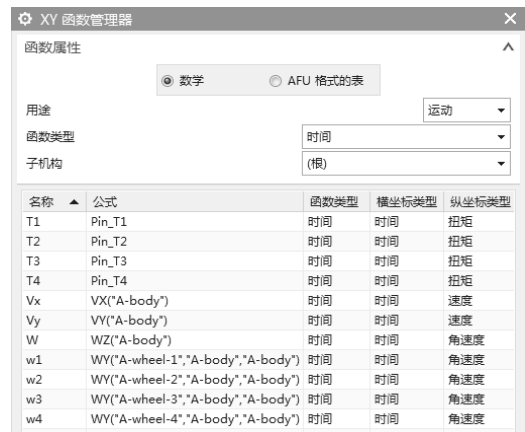 XY 函数管理器
函数属性
数学 AFU 格式的表
用途 运动
函数类型 时间
子机构 (根)
名称 公式 函数类型 横坐标类型 纵坐标类型
T1 Pin_T1 时间 时间 扭矩
T2 Pin_T2 时间 时间 扭矩
T3 Pin_T3 时间 时间 扭矩
T4 Pin_T4 时间 时间 扭矩
Vx VX("A-body") 时间 时间 速度
Vy VY("A-body") 时间 时间 速度
W WZ("A-body") 时间 时间 角速度
w1 WY("A-wheel-1","A-body","A-body") 时间 时间 角速度
w2 WY("A-wheel-2","A-body","A-body") 时间 时间 角速度
w3 WY("A-wheel-3","A-body","A-body") 时间 时间 角速度
w4 WY("A-wheel-4","A-body","A-body") 时间 时间 角速度